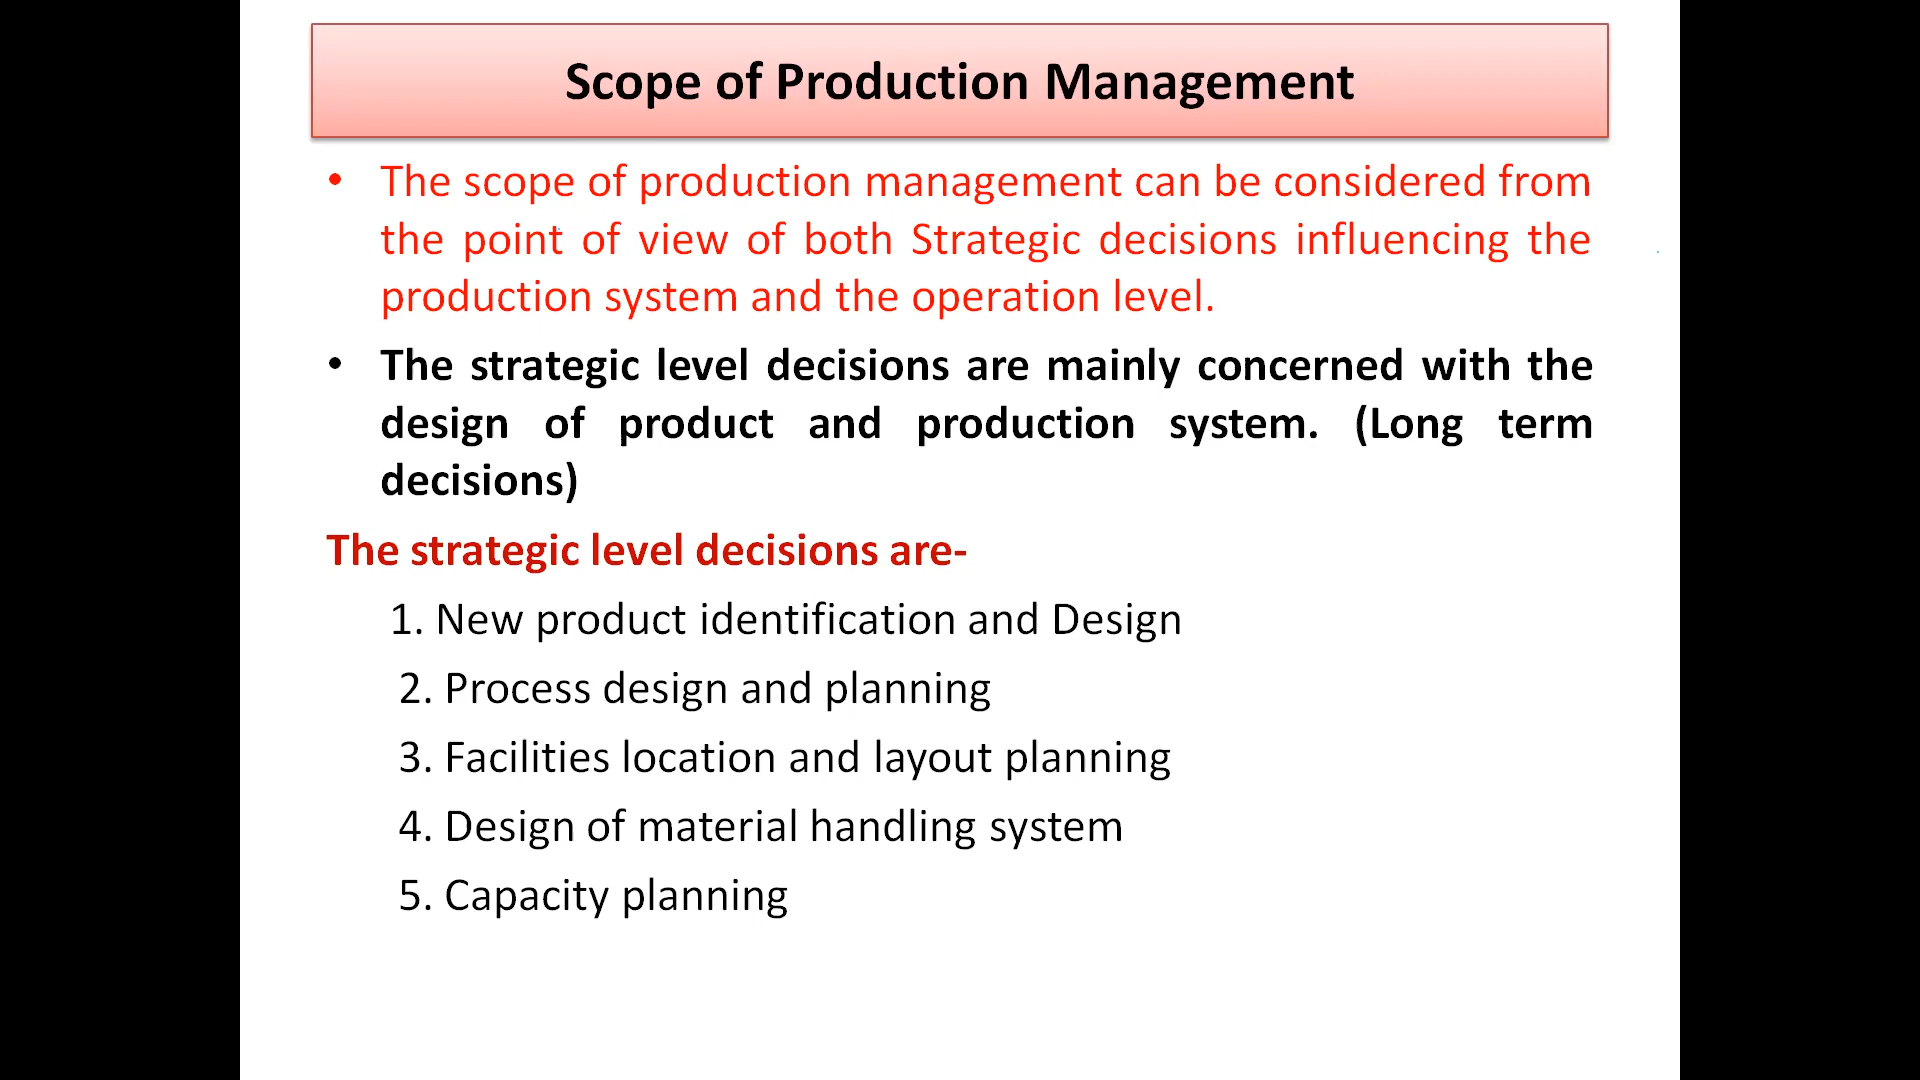 Scope of Production Management
• The scope of production management can be considered from
the point of view of both Strategic decisions influencing the
production system and the operation level.
• The strategic level decisions are mainly concerned with the
design of product and production system. (Long term
decisions)
The strategic level decisions are-
1. New product identification and Design
2. Process design and planning
3. Facilities location and layout planning
4. Design of material handling system
5. Capacity planning